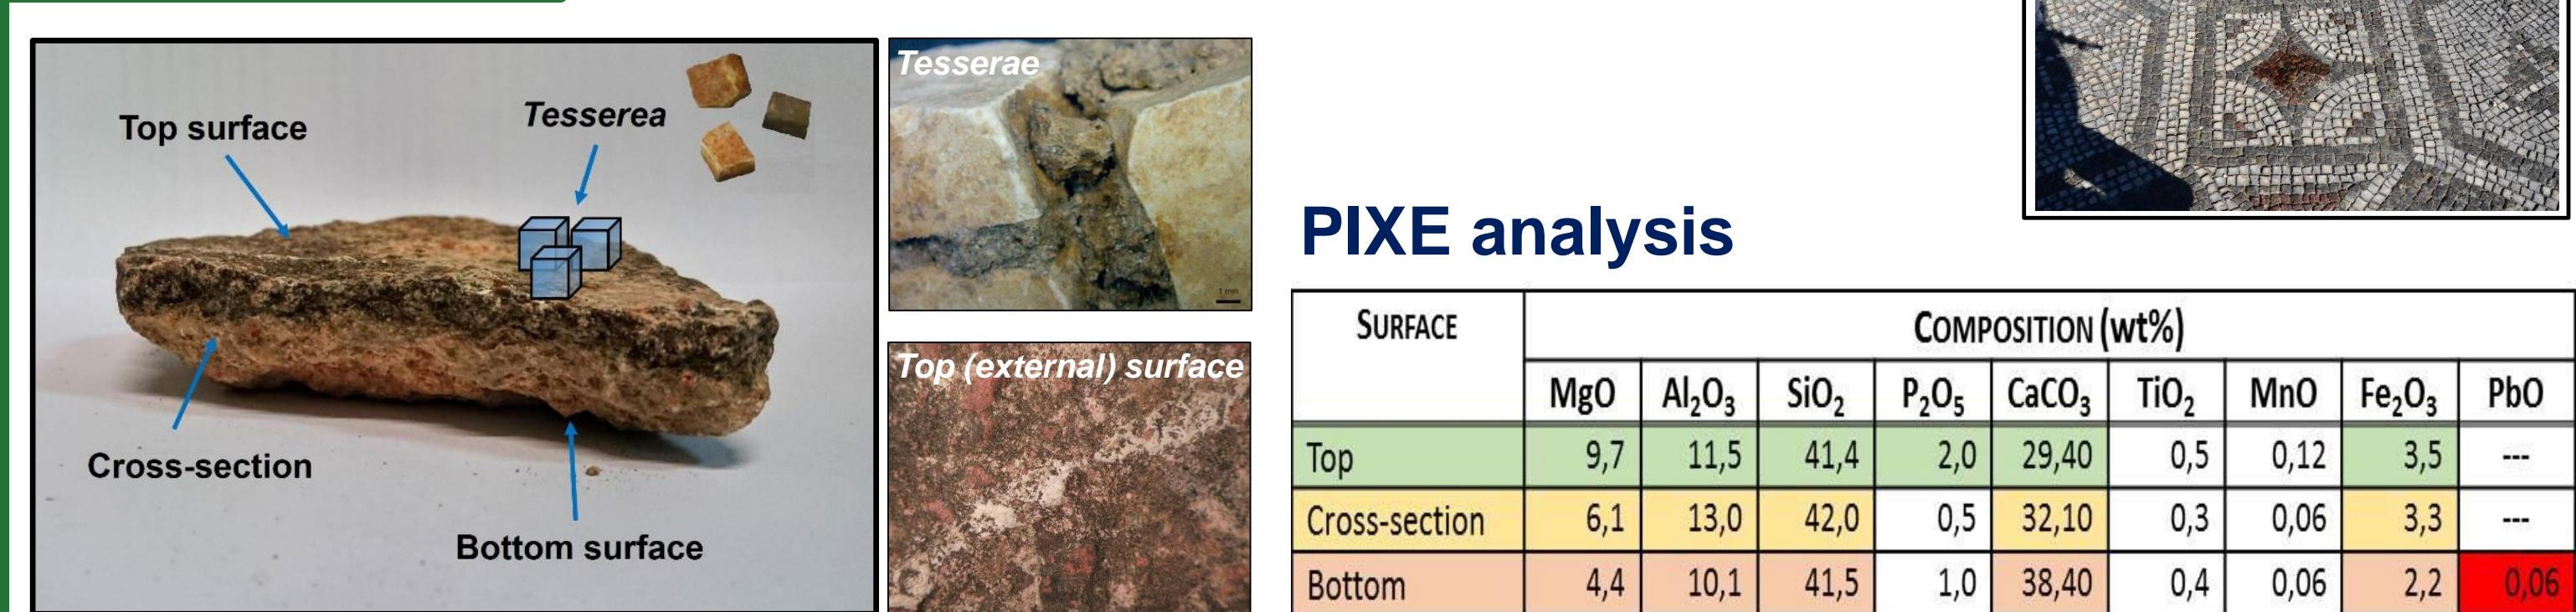 Top surface
Tesserea
Cross-section
Bottom surface
Tesserae
1 mm
Top (external) surface
PIXE analysis
SURFACE COMPOSITION (wt%)
MgO Al₂O₃ SiO₂ P₂O₅ CaCO₃ TiO₂ MnO Fe₂O₃ PbO
Top 9,7 11,5 41,4 2,0 29,40 0,5 0,12 3,5 ---
Cross-section 6,1 13,0 42,0 0,5 32,10 0,3 0,06 3,3 ---
Bottom 4,4 10,1 41,5 1,0 38,40 0,4 0,06 2,2 0,06